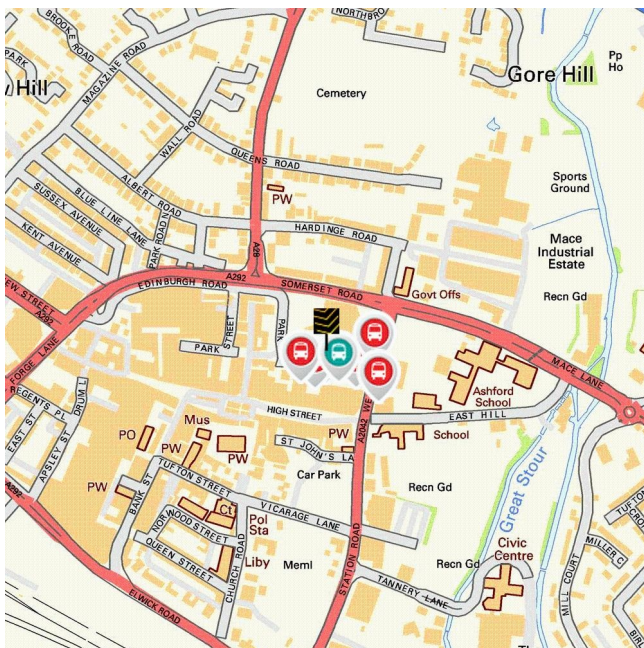 NORTHBRO
BROOKE ROAD
PARK
y Hill
MAGAZINE ROAD
WALL ROAD
Cemetery
Gore Hill
Pp
Ho
QUEENS ROAD
PW
ALBERT ROAD
SUSSEX AVENUE
BLUE LINE LANE
KENT AVENUE
PARK ROAD N
HARDINGE ROAD
Sports
Ground
Mace
Industrial
Estate
Recn Gd
A28
A292
EDINBURGH ROAD
SOMERSET ROAD
Govt Offs
EW STREET
A292
FORGE LANE
PARK
STREET
PARK
MACE LANE
Ashford
School
REGENTS PL
DRUM L
EAST ST
APSLEY ST
HIGH STREET
A2042
WE
EAST HILL
School
PO
Mus
PW
PW
PW
ST JOHN'S LA
Car Park
A292
PW
BANK ST
TUFTON STREET
Ct
NORWOOD STREET
VICARAGE LANE
Pol
Sta
Recn Gd
Great Stour
QUEEN STREET
CHURCH ROAD
Liby
Meml
STATION ROAD
Recn Gd
Civic
Centre
TANNERY LANE
ELWICK ROAD
MILL COURT
MILLER C
TUFTO
CR
BIR
Th